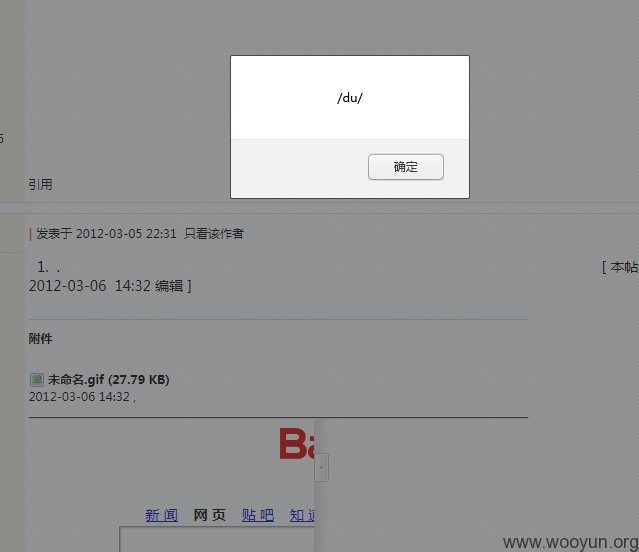 /du/
确定
引用
| 发表于 2012-03-05 22:31 只看该作者
1. .
[ 本帖
2012-03-06 14:32 编辑 ]
附件
未命名.gif (27.79 KB)
2012-03-06 14:32 ,
Ba
新 闻 网 页 贴 吧 知 道
www.wooyun.org